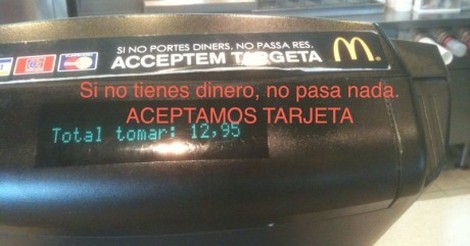 SI NO PORTES DINERS, NO PASSA RES.
ACCEPTEM TARGETA
Si no tienes dinero, no pasa nada.
ACEPTAMOS TARJETA
Total tomar: 12,95